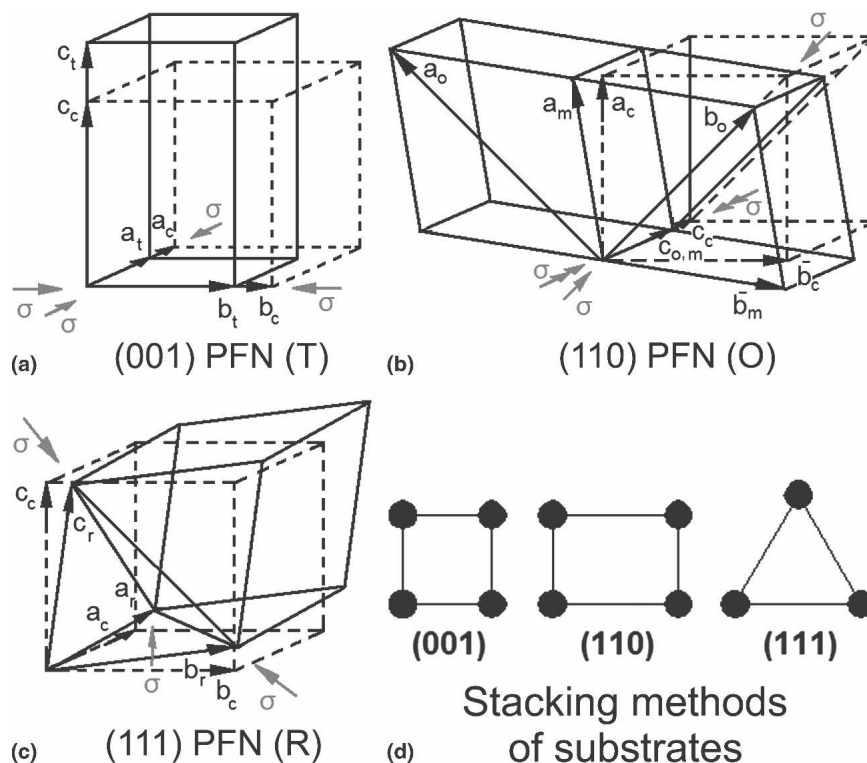 c_t
c_c
a_t
a_c
σ
σ
σ
σ
b_t
b_c
(a) (001) PFN (T)
σ
a_o
a_m
a_c
b_o
σ
c_c
c_{o,m}
σ
σ
b̄_c
b̄_m
(b) (110) PFN (O)
σ
c_c
c_r
a_r
a_c
σ
b_r
b_c
σ
(c) (111) PFN (R)
(001) (110) (111)
Stacking methods
(d) of substrates